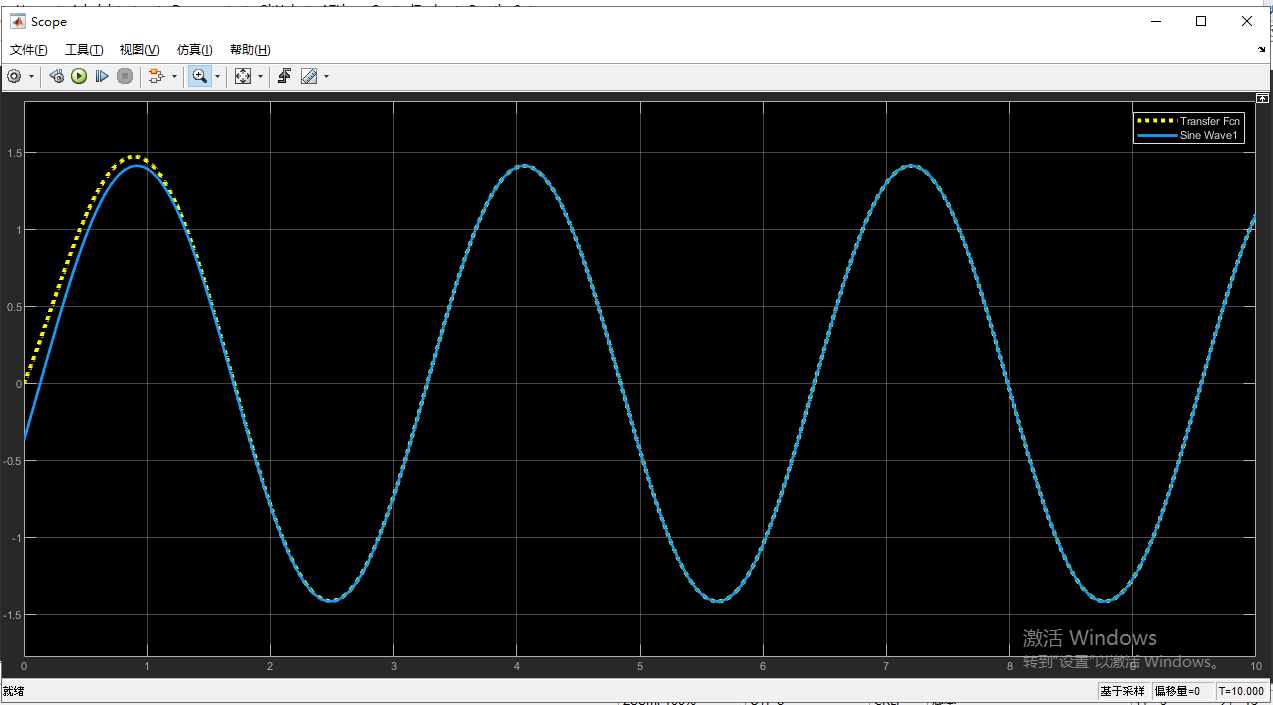 Scope
文件(F) 工具(T) 视图(V) 仿真(I) 帮助(H)
Transfer Fcn
Sine Wave1
1.5
1
0.5
0
-0.5
-1
-1.5
0 1 2 3 4 5 6 7 8 9 10
激活 Windows
转到"设置"以激活 Windows。
就绪 基于采样 偏移量=0 T=10.000